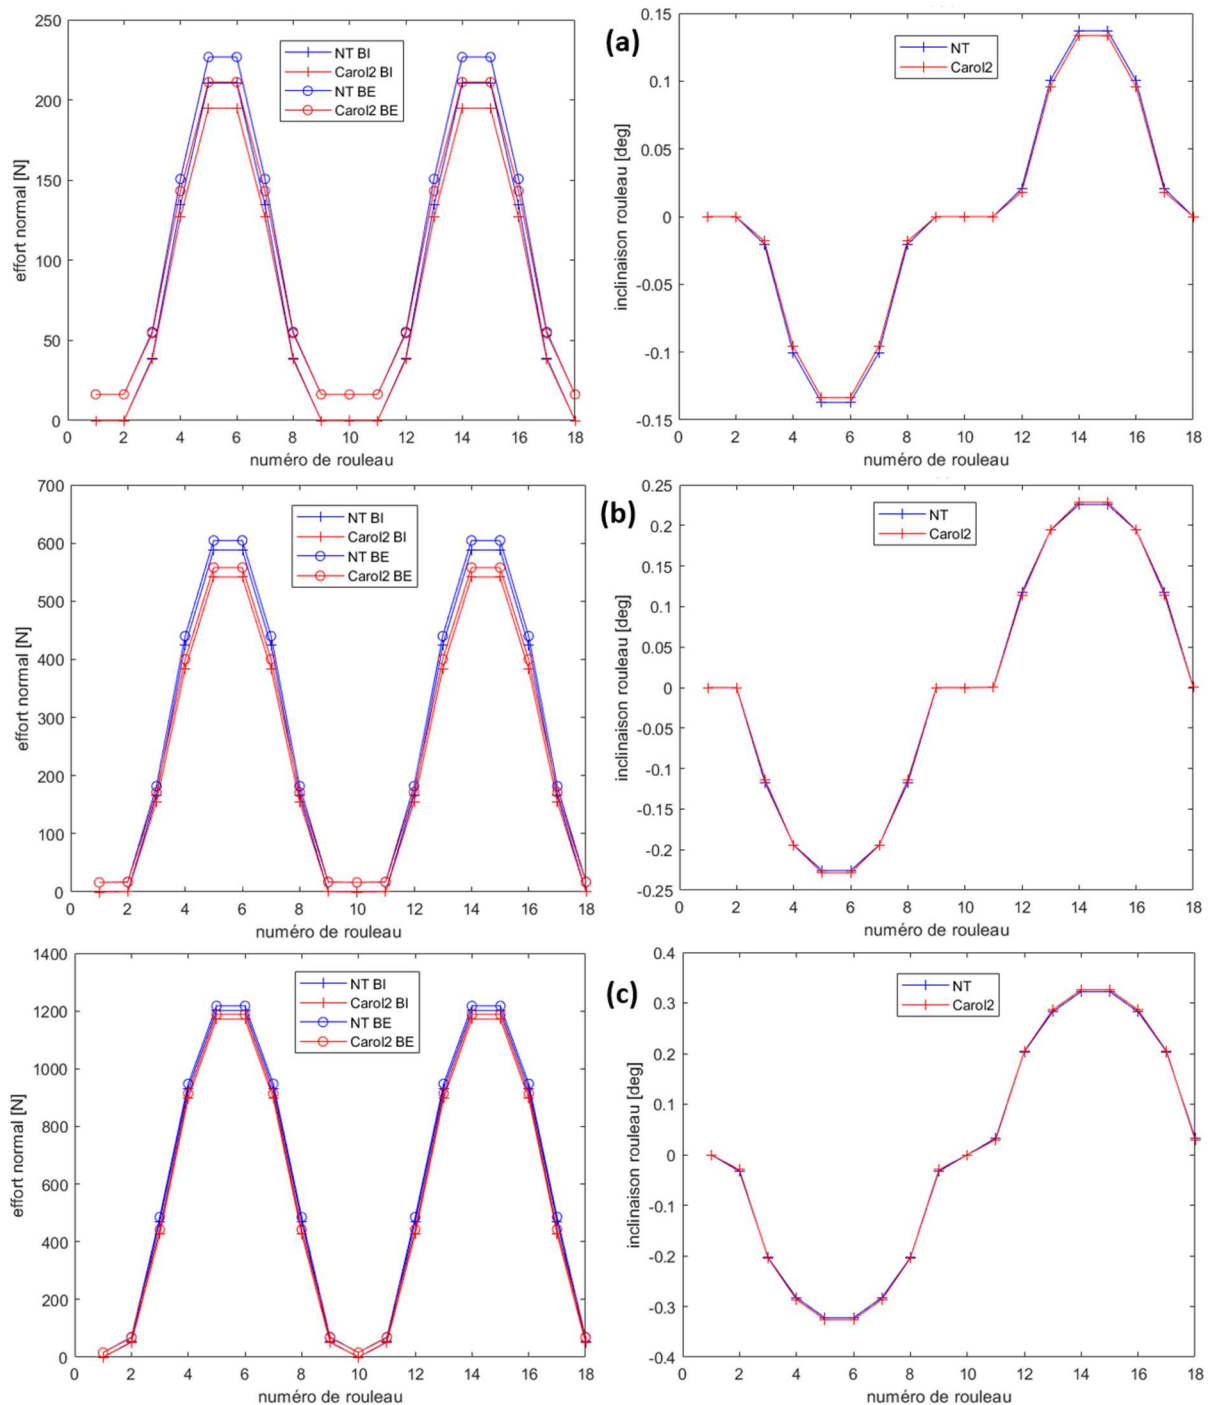 250
200
150
100
50
0
effort normal [N]
NT BI
Carol2 BI
NT BE
Carol2 BE
0 2 4 6 8 10 12 14 16 18
numéro de rouleau
(a)
0.15
0.1
0.05
0
-0.05
-0.1
-0.15
inclinaison rouleau [deg]
NT
Carol2
0 2 4 6 8 10 12 14 16 18
numéro de rouleau
700
600
500
400
300
200
100
0
effort normal [N]
NT BI
Carol2 BI
NT BE
Carol2 BE
0 2 4 6 8 10 12 14 16 18
numéro de rouleau
(b)
0.25
0.2
0.15
0.1
0.05
0
-0.05
-0.1
-0.15
-0.2
-0.25
inclinaison rouleau [deg]
NT
Carol2
0 2 4 6 8 10 12 14 16 18
numéro de rouleau
1400
1200
1000
800
600
400
200
0
effort normal [N]
NT BI
Carol2 BI
NT BE
Carol2 BE
0 2 4 6 8 10 12 14 16 18
numéro de rouleau
(c)
0.4
0.3
0.2
0.1
0
-0.1
-0.2
-0.3
-0.4
inclinaison rouleau [deg]
NT
Carol2
0 2 4 6 8 10 12 14 16 18
numéro de rouleau